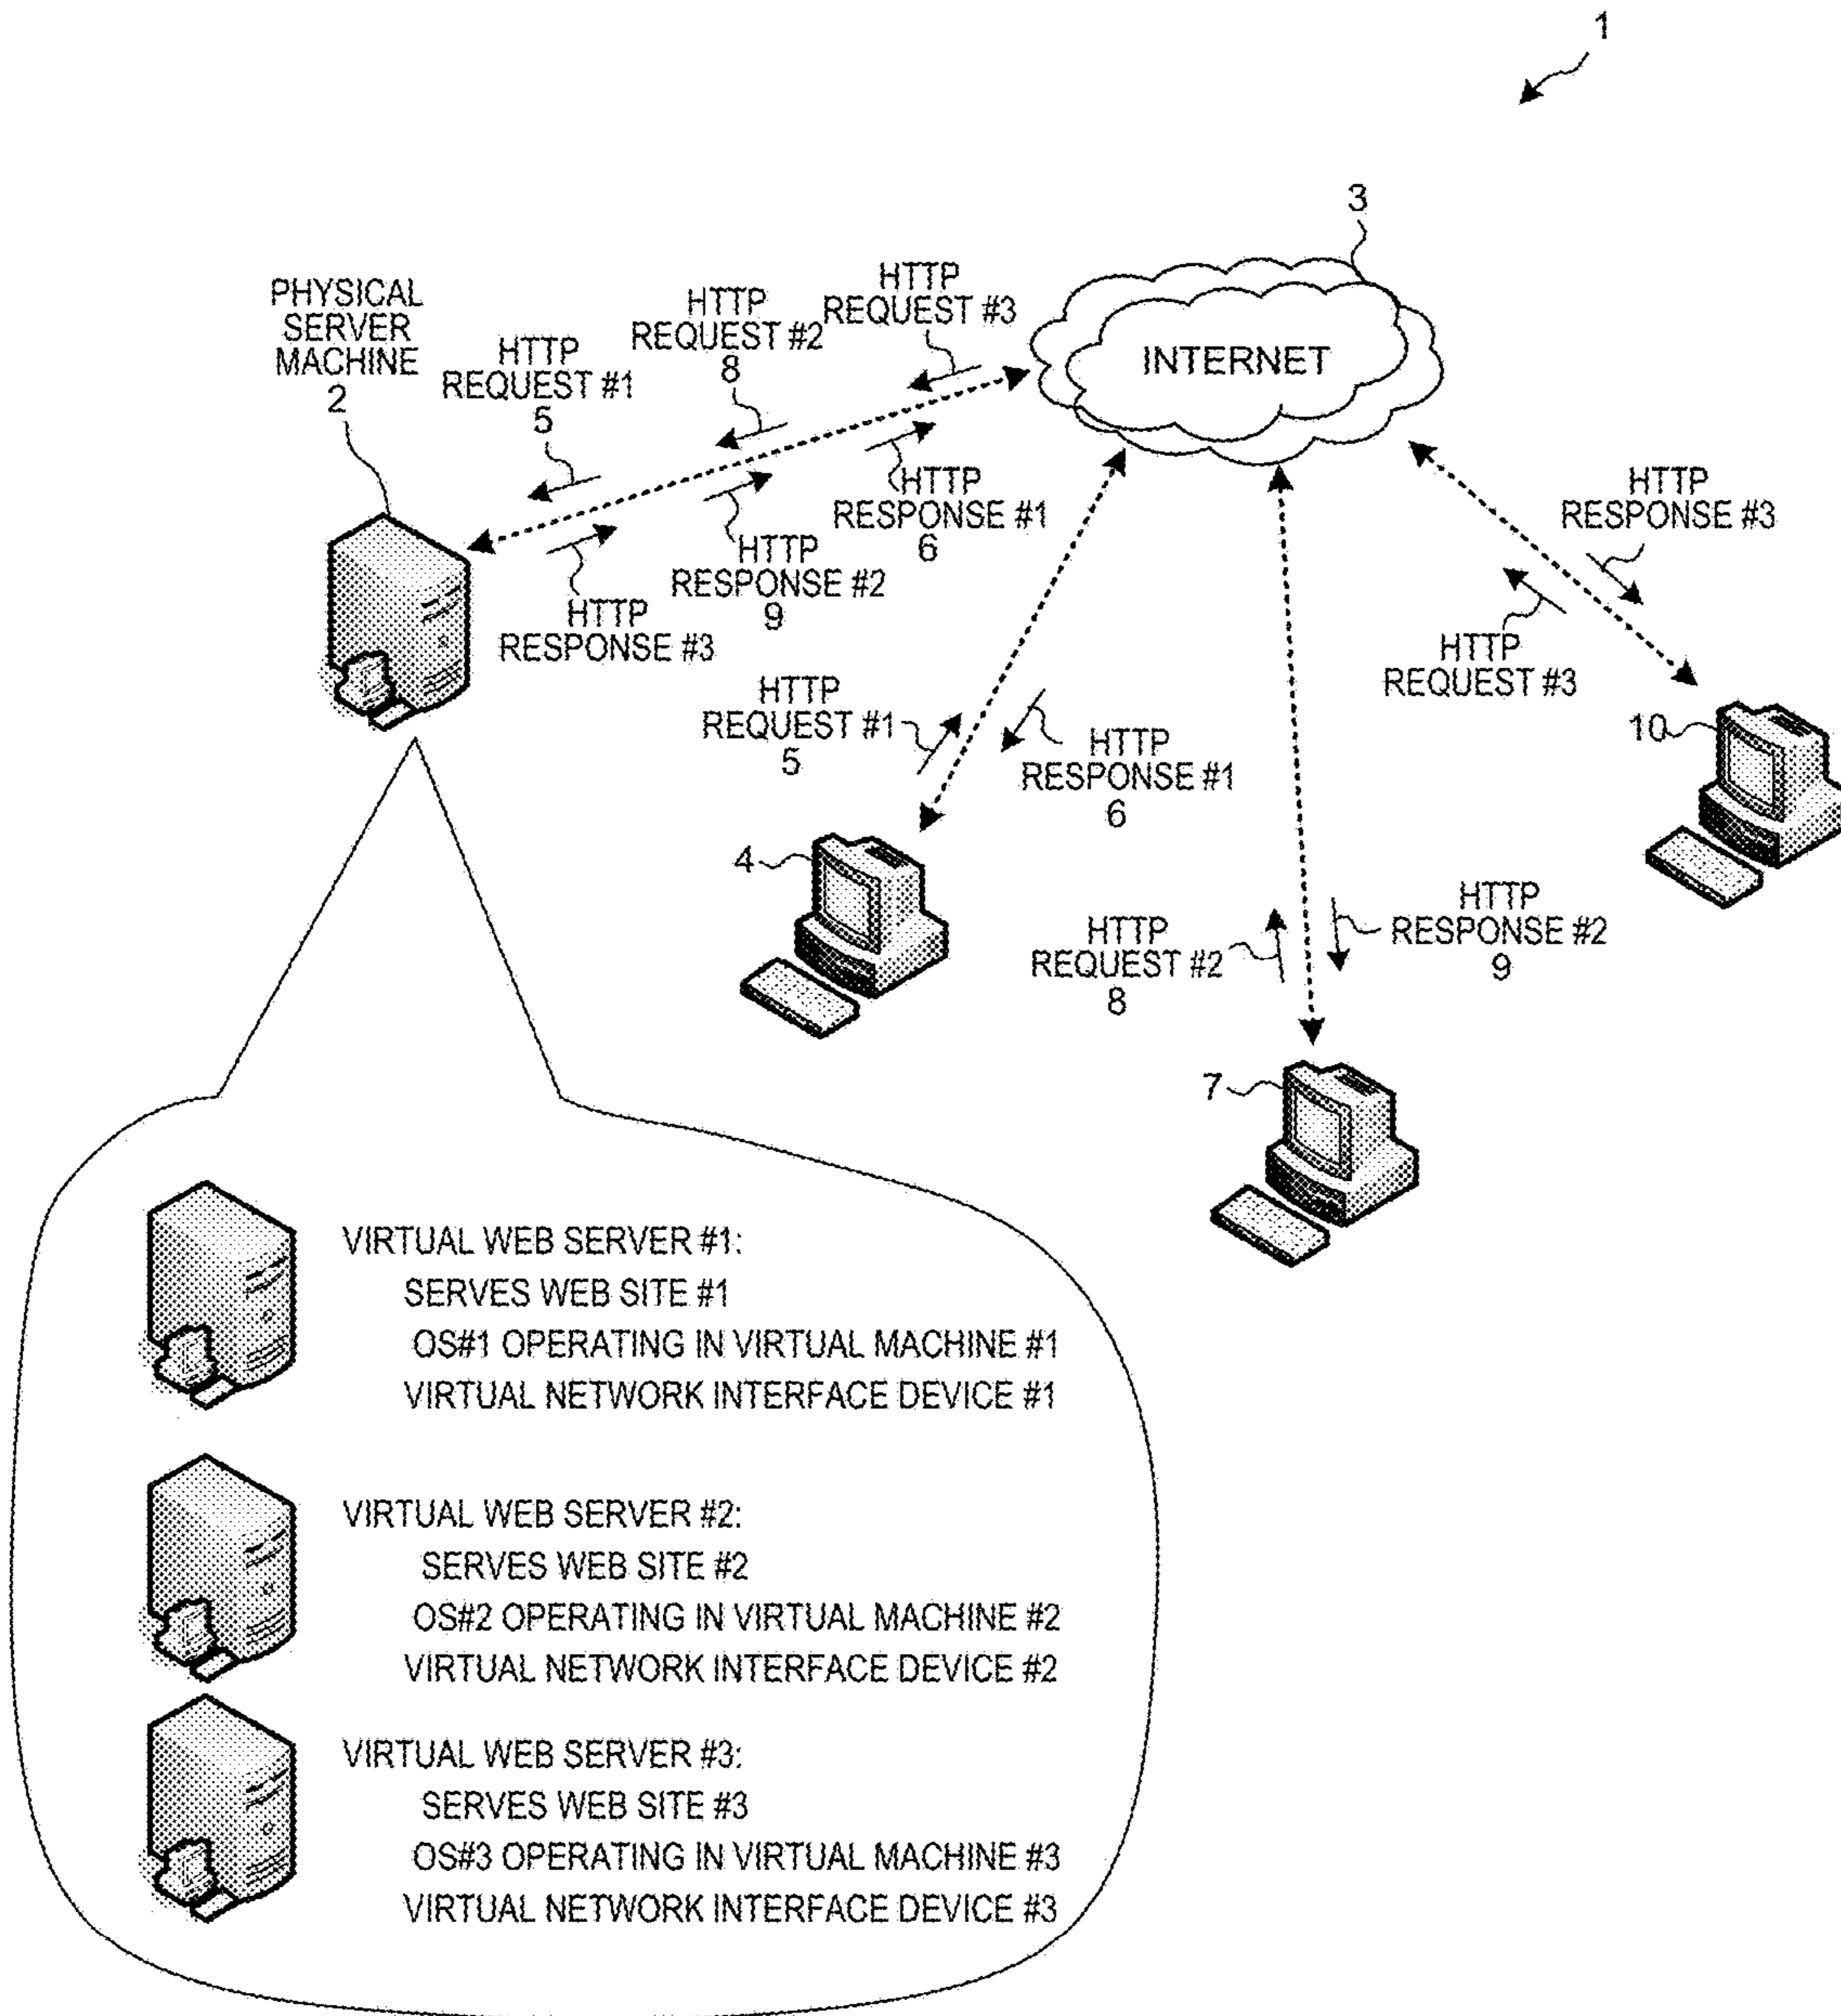 1
3
INTERNET
PHYSICAL
SERVER
MACHINE
2
HTTP
REQUEST #1
5
HTTP
REQUEST #2
8
HTTP
REQUEST #3
HTTP
RESPONSE #3
HTTP
RESPONSE #2
9
HTTP
RESPONSE #1
6
HTTP
RESPONSE #3
HTTP
REQUEST #3
10
HTTP
REQUEST #1
5
HTTP
RESPONSE #1
6
4
HTTP
REQUEST #2
8
HTTP
RESPONSE #2
9
7
VIRTUAL WEB SERVER #1:
SERVES WEB SITE #1
OS#1 OPERATING IN VIRTUAL MACHINE #1
VIRTUAL NETWORK INTERFACE DEVICE #1
VIRTUAL WEB SERVER #2:
SERVES WEB SITE #2
OS#2 OPERATING IN VIRTUAL MACHINE #2
VIRTUAL NETWORK INTERFACE DEVICE #2
VIRTUAL WEB SERVER #3:
SERVES WEB SITE #3
OS#3 OPERATING IN VIRTUAL MACHINE #3
VIRTUAL NETWORK INTERFACE DEVICE #3